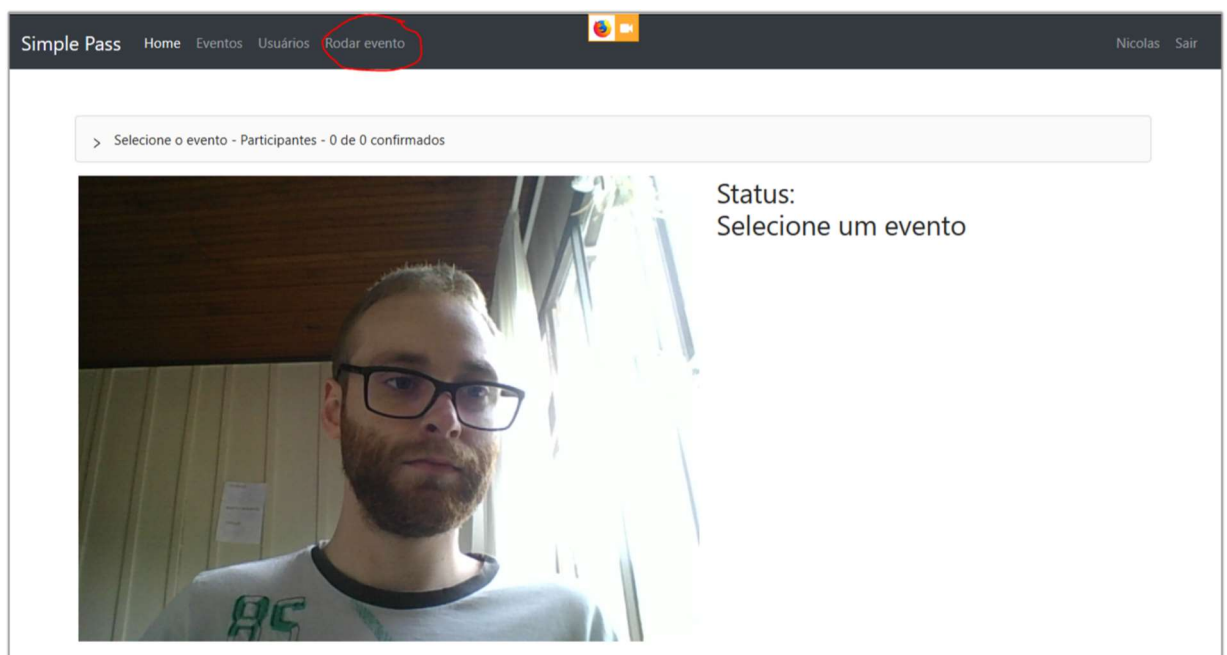 Simple Pass Home Eventos Usuários Rodar evento Nicolas Sair
Selecione o evento - Participantes - 0 de 0 confirmados
Status:
Selecione um evento
85